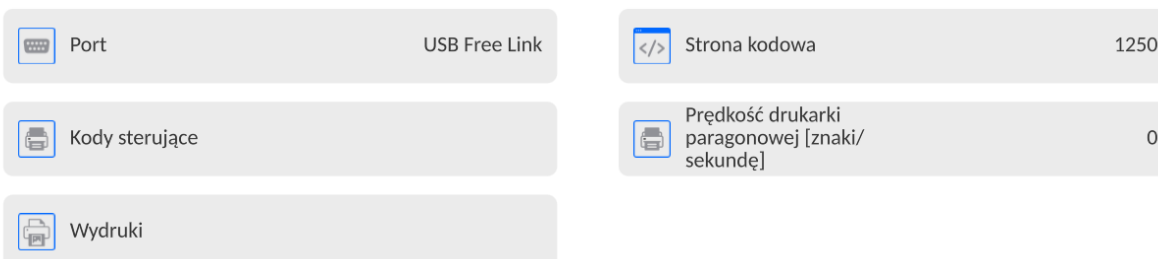 Port USB Free Link
Strona kodowa 1250
Kody sterujące
Prędkość drukarki
paragonowej [znaki/ 0
sekundę]
Wydruki